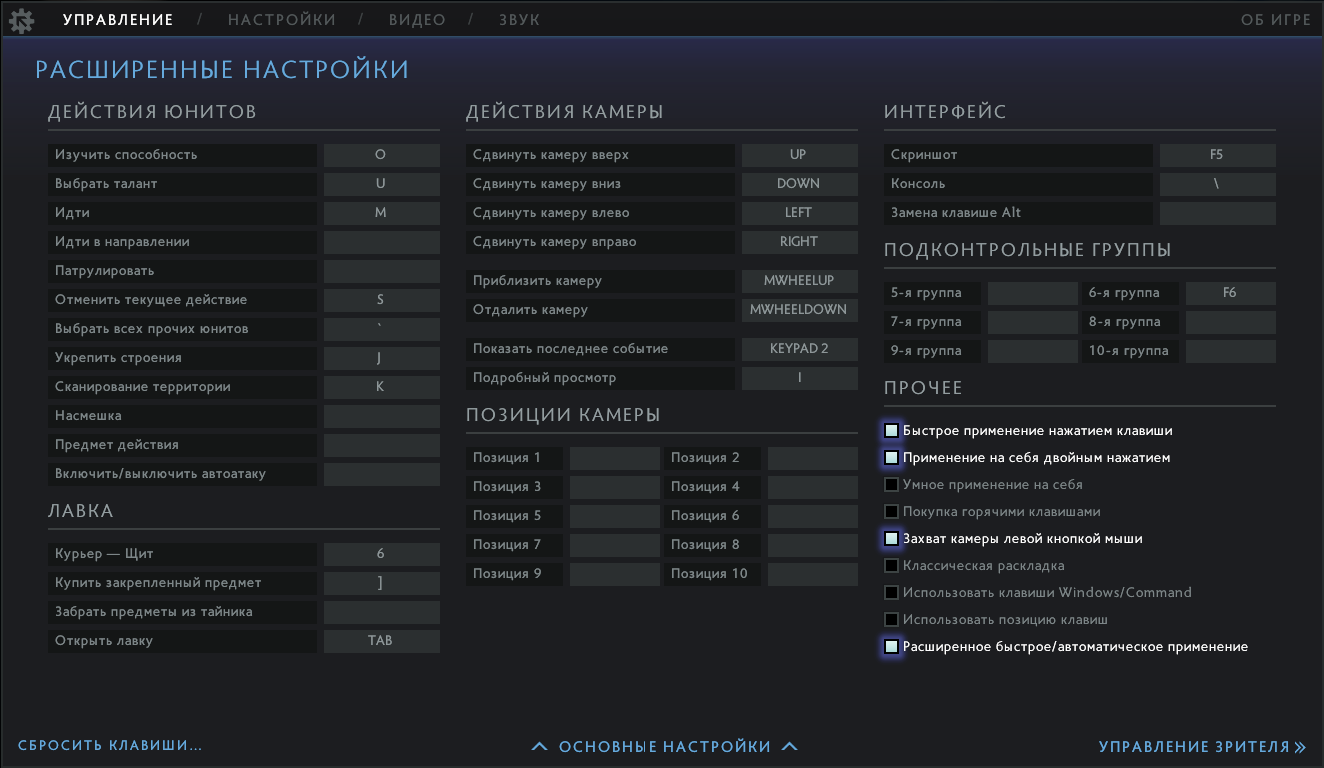 УПРАВЛЕНИЕ / НАСТРОЙКИ / ВИДЕО / ЗВУК ОБ ИГРЕ
РАСШИРЕННЫЕ НАСТРОЙКИ
ДЕЙСТВИЯ ЮНИТОВ
Изучить способность O
Выбрать талант U
Идти M
Идти в направлении
Патрулировать
Отменить текущее действие S
Выбрать всех прочих юнитов `
Укрепить строения J
Сканирование территории K
Насмешка
Предмет действия
Включить/выключить автоатаку
ЛАВКА
Курьер — Щит 6
Купить закрепленный предмет ]
Забрать предметы из тайника
Открыть лавку TAB
ДЕЙСТВИЯ КАМЕРЫ
Сдвинуть камеру вверх UP
Сдвинуть камеру вниз DOWN
Сдвинуть камеру влево LEFT
Сдвинуть камеру вправо RIGHT
Приблизить камеру MWHEELUP
Отдалить камеру MWHEELDOWN
Показать последнее событие KEYPAD 2
Подробный просмотр I
ПОЗИЦИИ КАМЕРЫ
Позиция 1 Позиция 2
Позиция 3 Позиция 4
Позиция 5 Позиция 6
Позиция 7 Позиция 8
Позиция 9 Позиция 10
ИНТЕРФЕЙС
Скриншот F5
Консоль \
Замена клавише Alt
ПОДКОНТРОЛЬНЫЕ ГРУППЫ
5-я группа 6-я группа F6
7-я группа 8-я группа
9-я группа 10-я группа
ПРОЧЕЕ
Быстрое применение нажатием клавиши
Применение на себя двойным нажатием
Умное применение на себя
Покупка горячими клавишами
Захват камеры левой кнопкой мыши
Классическая раскладка
Использовать клавиши Windows/Command
Использовать позицию клавиш
Расширенное быстрое/автоматическое применение
СБРОСИТЬ КЛАВИШИ... ОСНОВНЫЕ НАСТРОЙКИ УПРАВЛЕНИЕ ЗРИТЕЛЯ »